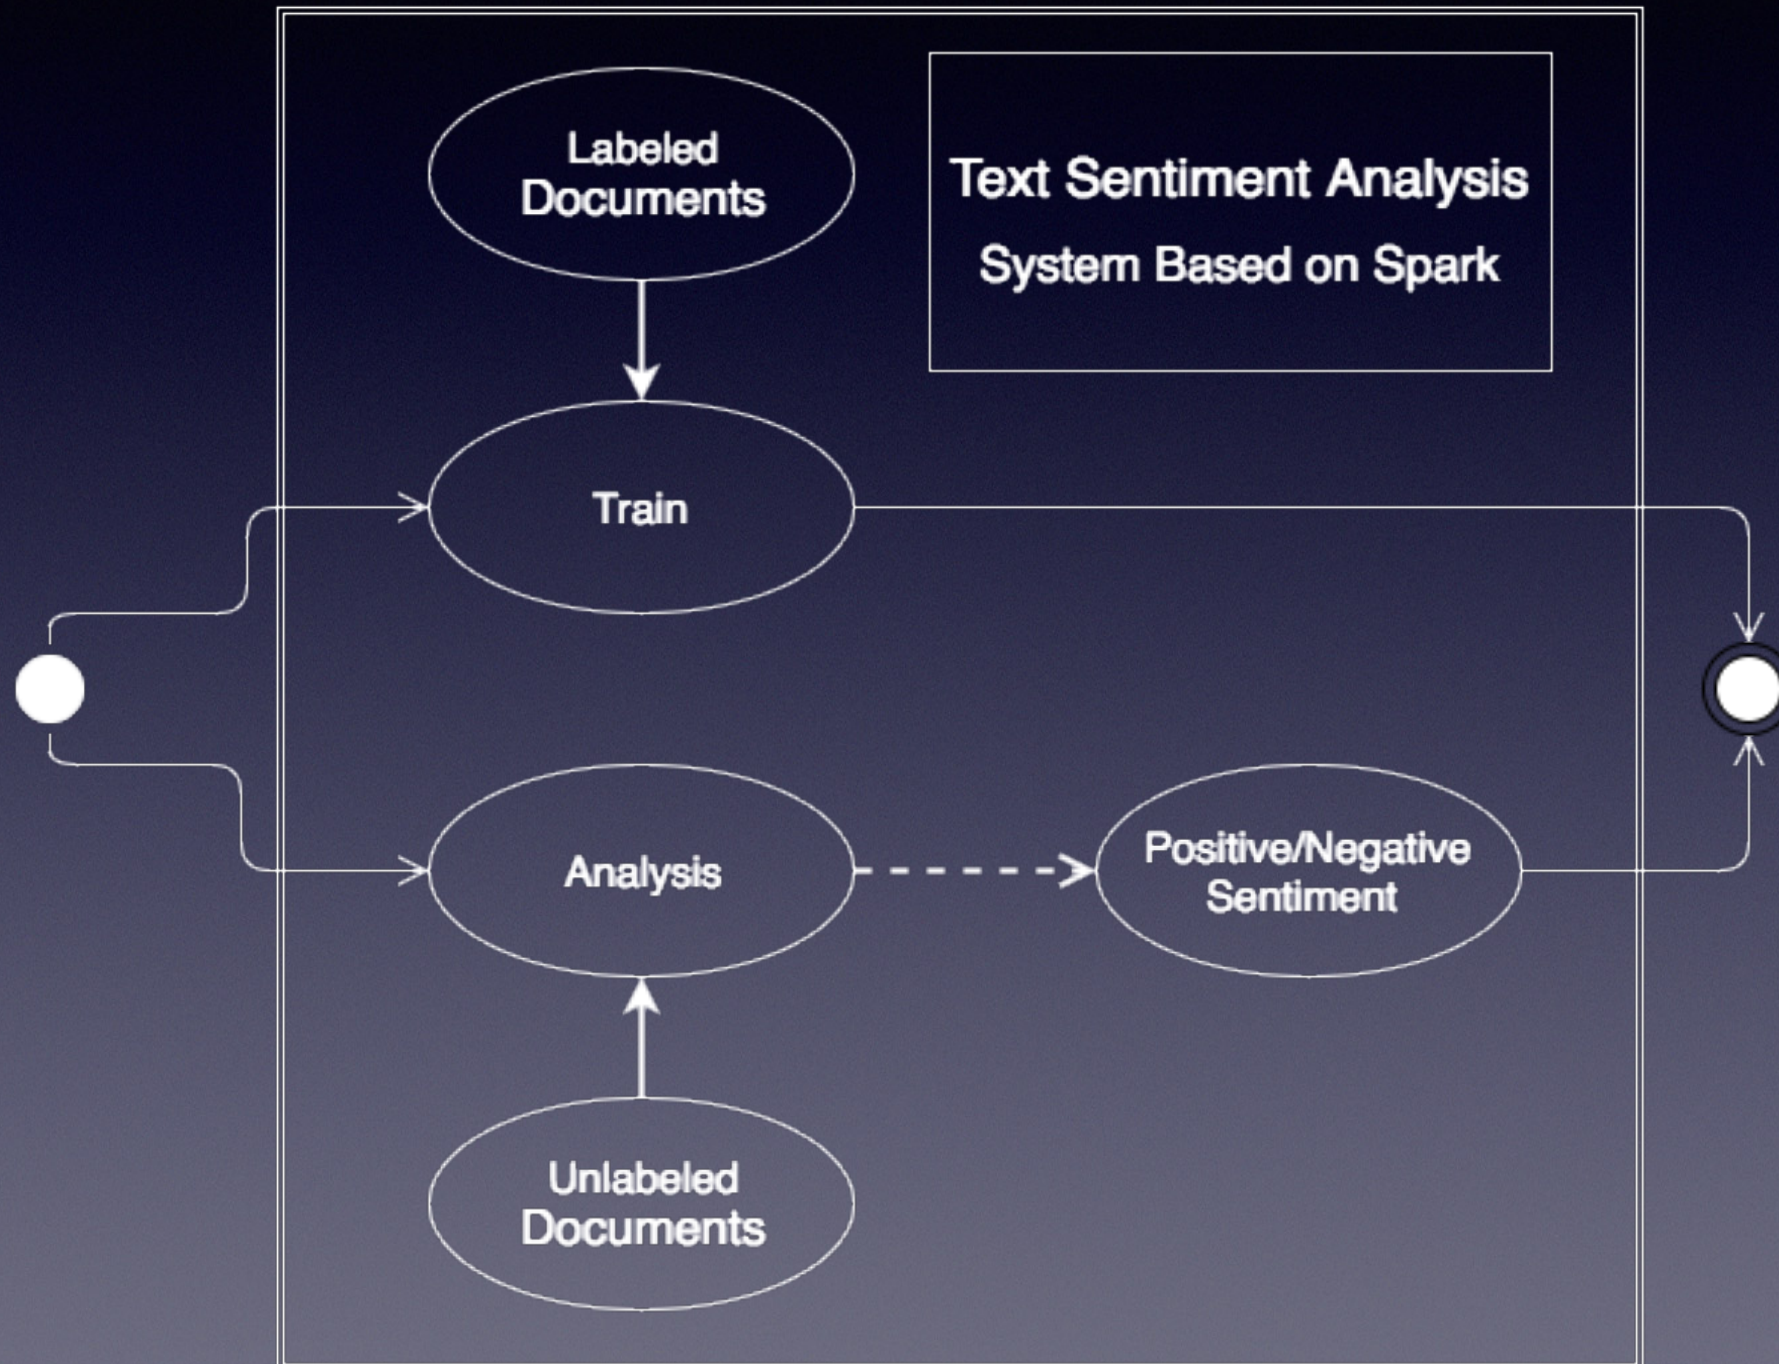 Labeled
Documents
Text Sentiment Analysis
System Based on Spark
Train
Analysis
Positive/Negative
Sentiment
Unlabeled
Documents